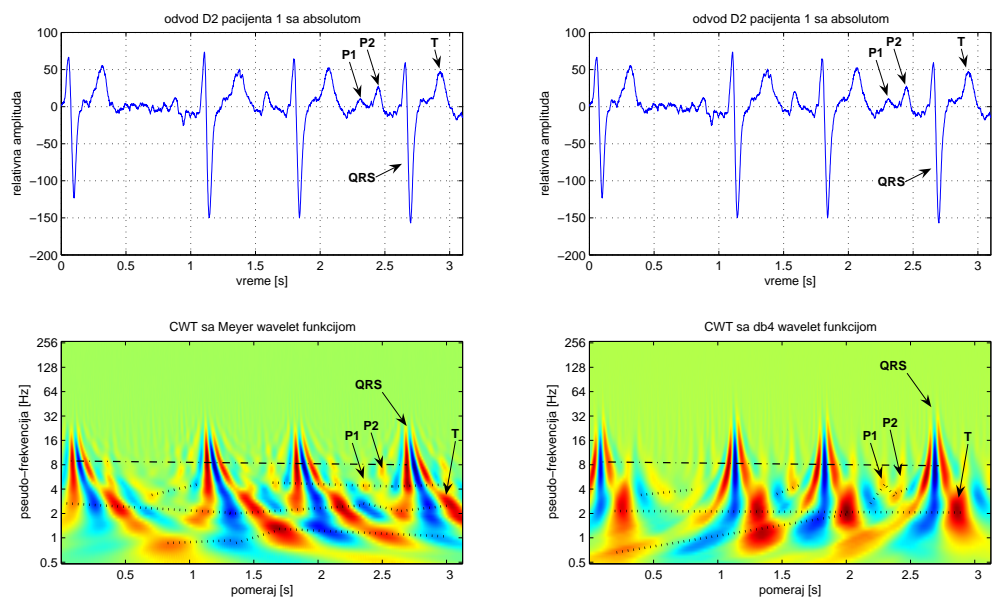 odvod D2 pacijenta 1 sa absolutom
100
50
0
−50
−100
−150
−200
relativna amplituda
P1
P2
T
QRS
0
0.5
1
1.5
2
2.5
3
vreme [s]
odvod D2 pacijenta 1 sa absolutom
100
50
0
−50
−100
−150
−200
relativna amplituda
P1
P2
T
QRS
0
0.5
1
1.5
2
2.5
3
vreme [s]
CWT sa Meyer wavelet funkcijom
256
128
64
32
16
8
4
2
1
0.5
pseudo−frekvencija [Hz]
QRS
P1
P2
T
0.5
1
1.5
2
2.5
3
pomeraj [s]
CWT sa db4 wavelet funkcijom
256
128
64
32
16
8
4
2
1
0.5
pseudo−frekvencija [Hz]
QRS
P1
P2
T
0.5
1
1.5
2
2.5
3
pomeraj [s]